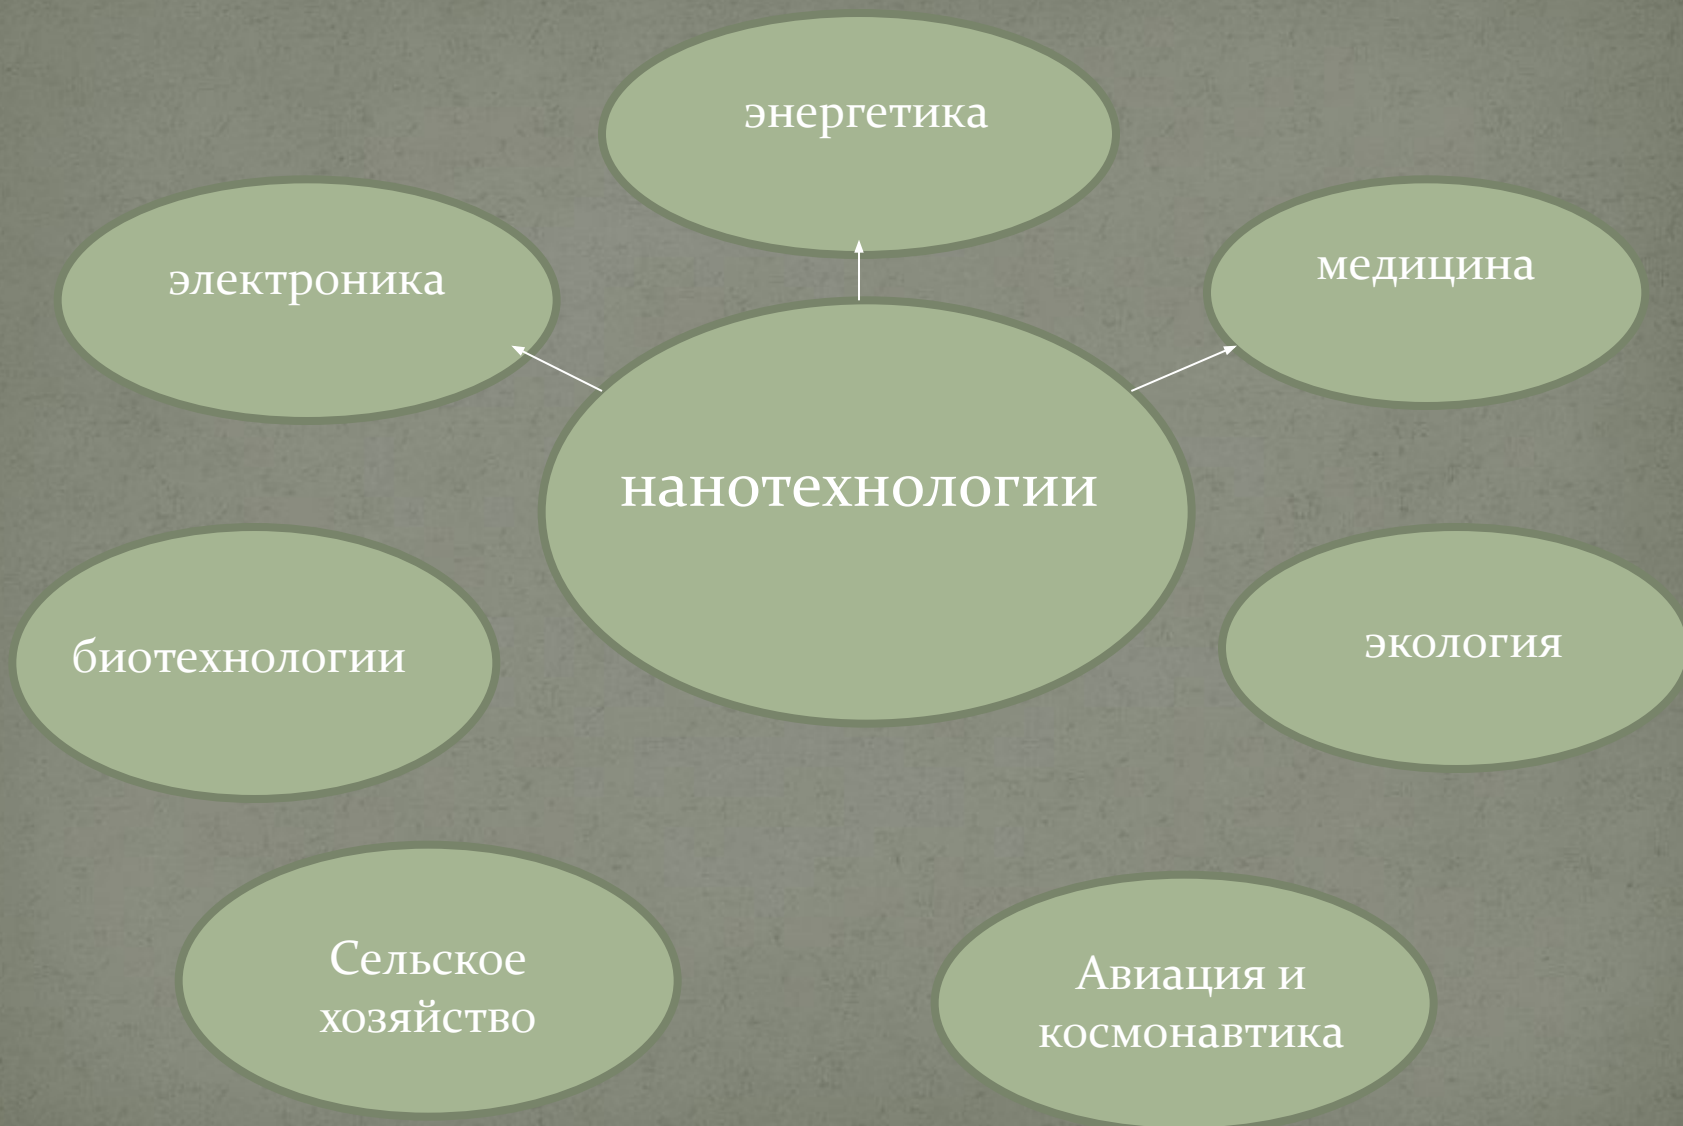 энергетика
электроника
медицина
нанотехнологии
биотехнологии
экология
Сельское
хозяйство
Авиация и
космонавтика